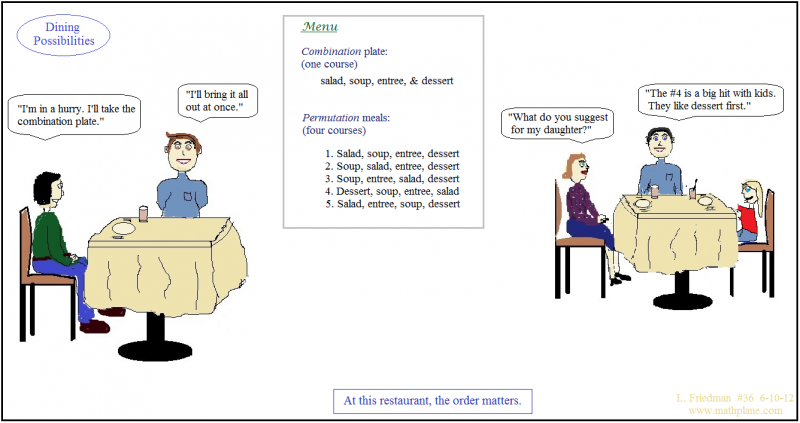 Dining
Possibilities
"I'm in a hurry. I'll take the
combination plate."
"I'll bring it all
out at once."
Menu
Combination plate:
(one course)
salad, soup, entree, & dessert
Permutation meals:
(four courses)
1. Salad, soup, entree, dessert
2. Soup, salad, entree, dessert
3. Soup, entree, salad, dessert
4. Dessert, soup, entree, salad
5. Salad, entree, soup, dessert
"What do you suggest
for my daughter?"
"The #4 is a big hit with kids.
They like dessert first."
At this restaurant, the order matters.
L. Friedman #36 6-10-12
www.mathplane.com